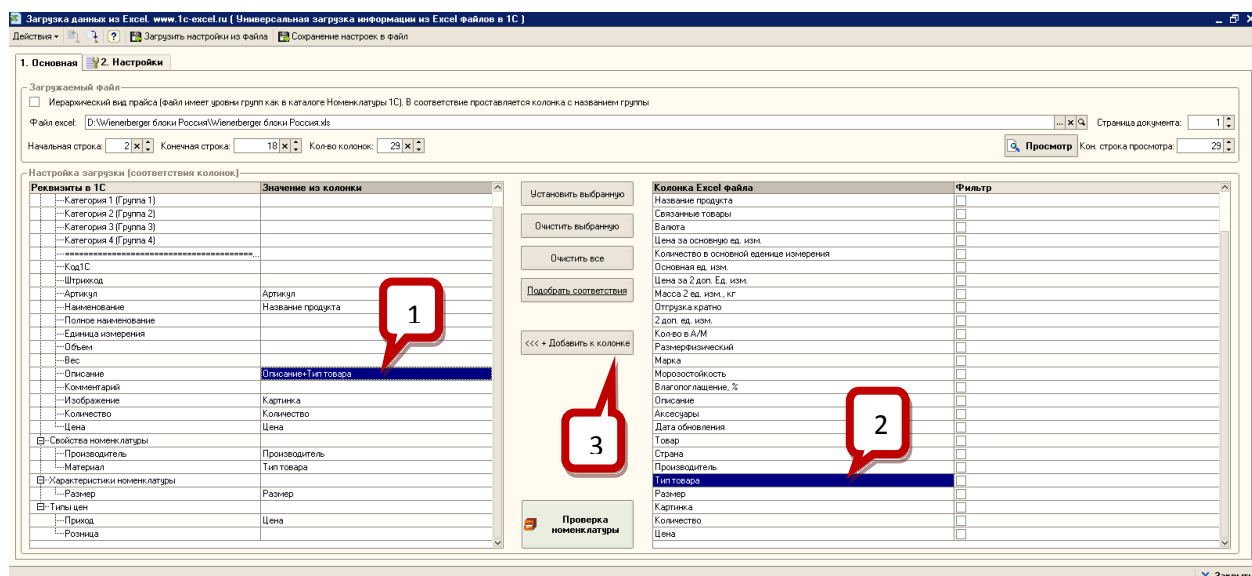 Загрузка данных из Excel. www.1c-excel.ru ( Универсальная загрузка информации из Excel файлов в 1С )
Действия ? Загрузить настройки из файла Сохранение настроек в файл
1. Основная 2. Настройки
Загружаемый файл
Иерархический вид прайса (файл имеет уровни групп как в каталоге Номенклатуры 1С). В соответствие проставляется колонка с названием группы
Файл excel: D:\Wienerberger блоки Россия\Wienerberger блоки Россия.xls ... x Страница документа: 1
Начальная строка: 2 x Конечная строка: 18 x Кол-во колонок: 29 x Просмотр Кон. строка просмотра: 29
Настройка загрузки (соответствия колонок)
Реквизиты в 1С Значение из колонки
Категория 1 (Группа 1)
Категория 2 (Группа 2)
Категория 3 (Группа 3)
Категория 4 (Группа 4)
========================================...
Код1С
Штрихкод
Артикул Артикул
Наименование Название продукта
Полное наименование
Единица измерения
Объем
Вес
Описание Описание+Тип товара
Комментарий
Изображение Картинка
Количество Количество
Цена Цена
Свойства номенклатуры
Производитель Производитель
Материал Тип товара
Характеристики номенклатуры
Размер Размер
Типы цен
Приход Цена
Розница
1
Установить выбранную
Очистить выбранную
Очистить все
Подобрать соответствия
<<< + Добавить к колонке
3
Проверка
номенклатуры
Колонка Excel файла Фильтр
Название продукта
Связанные товары
Валюта
Цена за основную ед. изм.
Количество в основной еденице измерения
Основная ед. изм.
Цена за 2 доп. Ед. изм.
Масса 2 ед. изм., кг
Отгрузка кратно
2 доп. ед. изм.
Кол-во в А/М
Размерфизический
Марка
Морозостойкость
Влагопоглащение, %
Описание
Аксесуары
Дата обновления
Товар
Страна
Производитель
Тип товара
Размер
Картинка
Количество
Цена
2
Закрыть